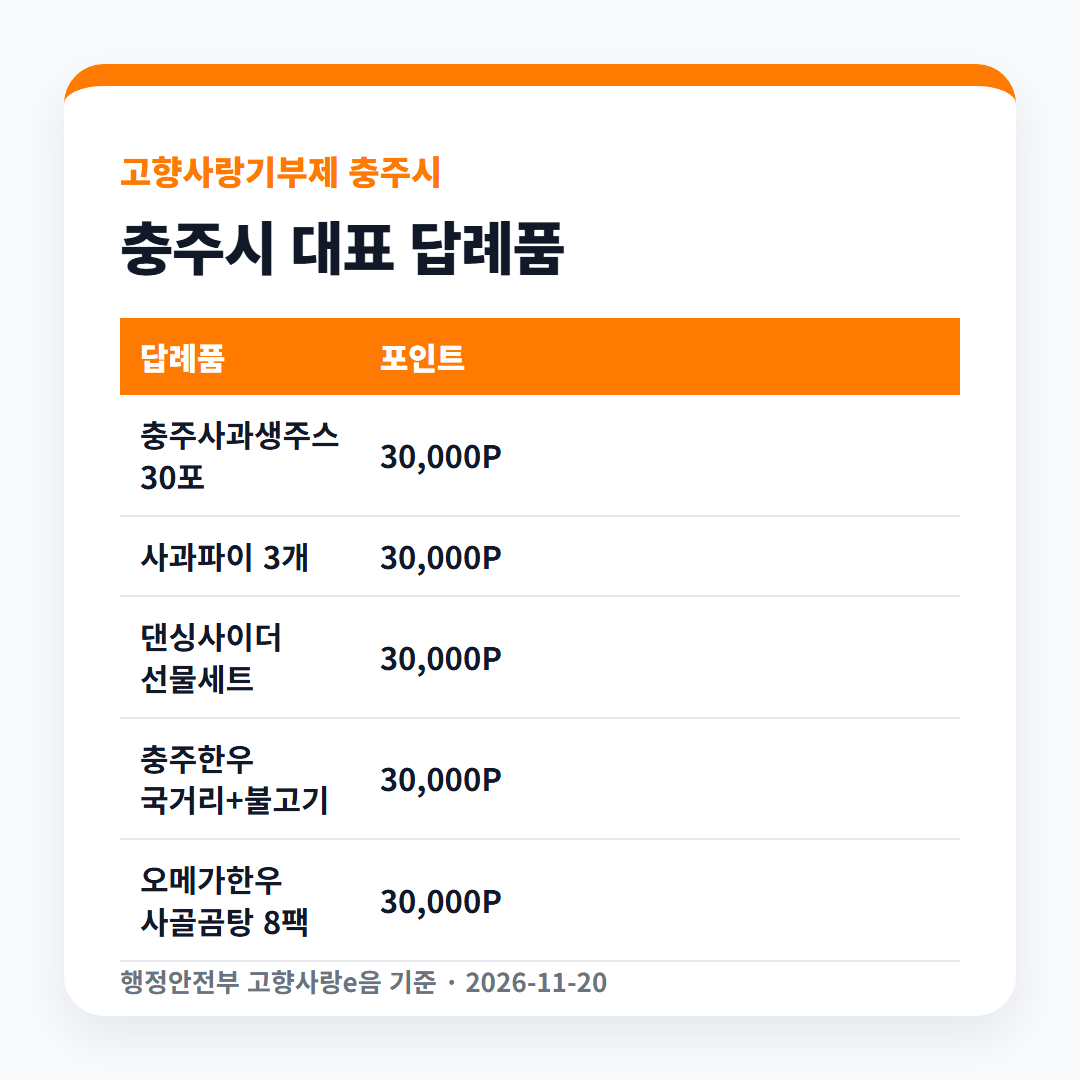 고향사랑기부제 충주시
충주시 대표 답례품
답례품 포인트
충주사과생주스
30포
30,000P
사과파이 3개 30,000P
댄싱사이더
선물세트
30,000P
충주한우
국거리+불고기
30,000P
오메가한우
사골곰탕 8팩
30,000P
행정안전부 고향사랑e음 기준 · 2026-11-20